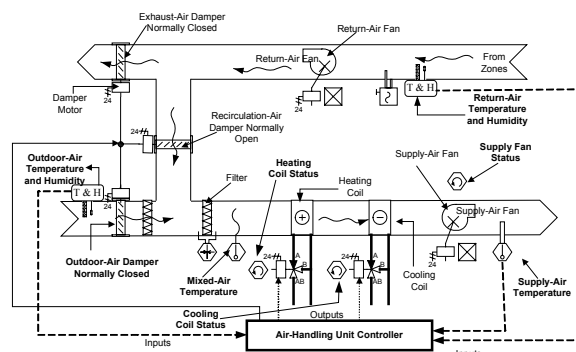 Exhaust-Air Damper
Normally Closed
Return-Air Fan
Return-Air Fan
From
Zones
Damper
Motor
24
24
24
T & H
Return-Air
Temperature
and Humidity
24
Recirculation-Air
Damper Normally
Open
Outdoor-Air
Temperature
and Humidity
T & H
24
Filter
Heating
Coil Status
Heating
Coil
Supply-Air Fan
Supply Fan
Status
Supply-Air Fan
Outdoor-Air Damper
Normally Closed
Mixed-Air
Temperature
24
A
B
AB
24
A
B
AB
Cooling
Coil
24
Supply-Air
Temperature
Cooling
Coil Status
Outputs
Inputs
Air-Handling Unit Controller
Inputs